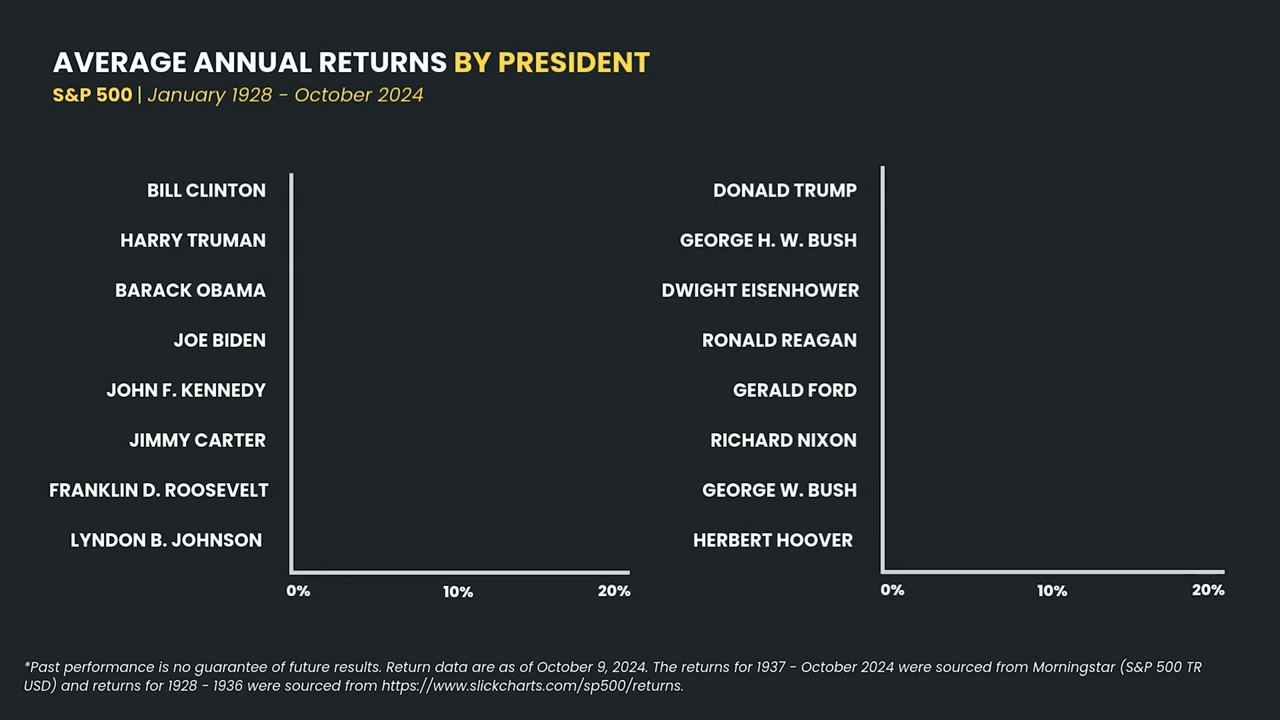 AVERAGE ANNUAL RETURNS BY PRESIDENT
S&P 500 | January 1928 - October 2024
BILL CLINTON
HARRY TRUMAN
BARACK OBAMA
JOE BIDEN
JOHN F. KENNEDY
JIMMY CARTER
FRANKLIN D. ROOSEVELT
LYNDON B. JOHNSON
0% 10% 20%
DONALD TRUMP
GEORGE H. W. BUSH
DWIGHT EISENHOWER
RONALD REAGAN
GERALD FORD
RICHARD NIXON
GEORGE W. BUSH
HERBERT HOOVER
0% 10% 20%
*Past performance is no guarantee of future results. Return data are as of October 9, 2024. The returns for 1937 - October 2024 were sourced from Morningstar (S&P 500 TR
USD) and returns for 1928 - 1936 were sourced from https://www.slickcharts.com/sp500/returns.